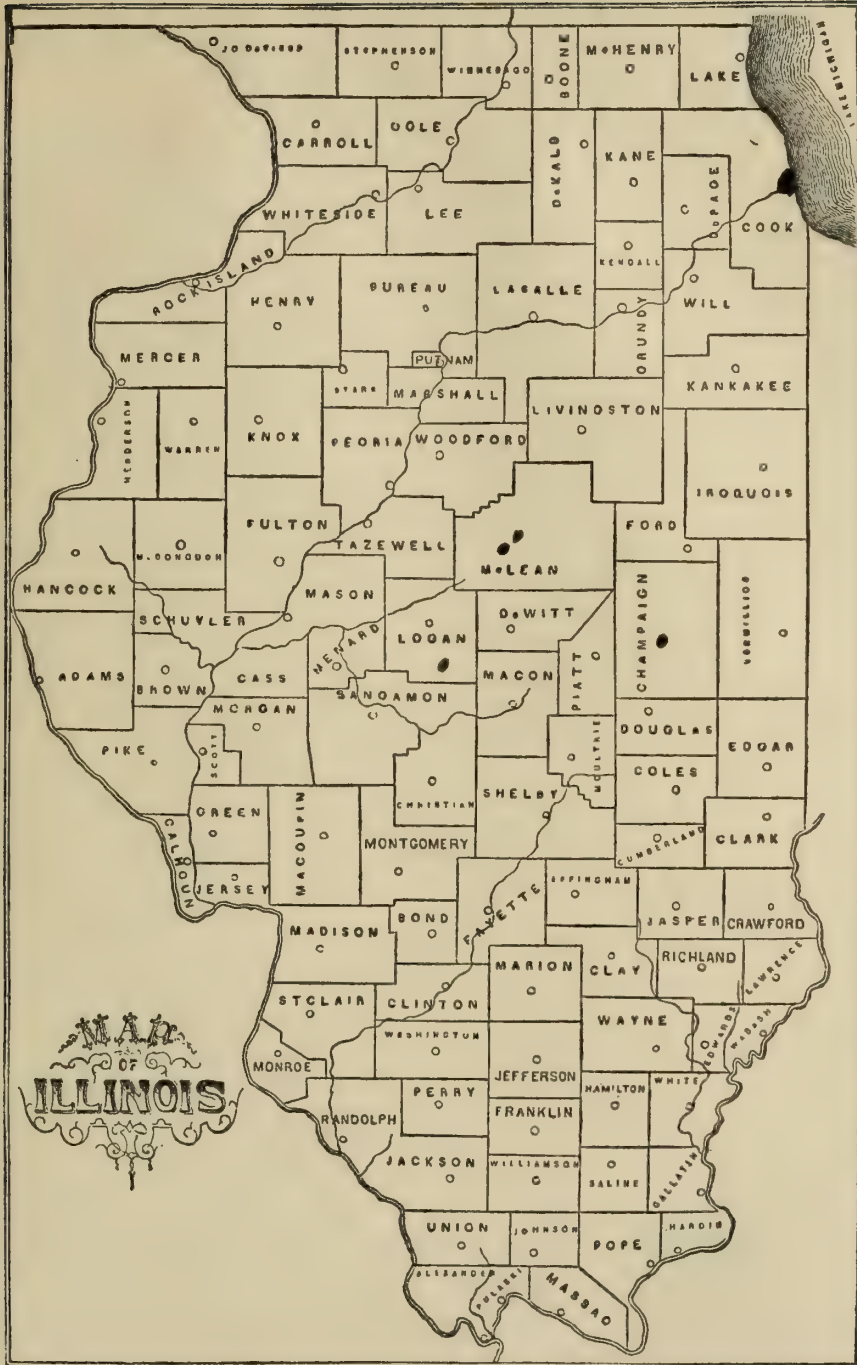 JO DAVIESS
STEPHENSON
WINNEBAGO
BOONE
McHENRY
LAKE
LAKE MICHIGAN
CARROLL
OGLE
DeKALB
KANE
DuPAGE
COOK
WHITESIDE
LEE
KENDALL
ROCK ISLAND
HENRY
BUREAU
LASALLE
GRUNDY
WILL
MERCER
PUTNAM
STARK
MARSHALL
KANKAKEE
HENDERSON
WARREN
KNOX
PEORIA
WOODFORD
LIVINGSTON
IROQUOIS
FULTON
FORD
HANCOCK
McDONOUGH
TAZEWELL
McLEAN
MASON
SCHUYLER
MENARD
LOGAN
DeWITT
CHAMPAIGN
VERMILLION
ADAMS
BROWN
CASS
SANGAMON
MACON
PIATT
MORGAN
PIKE
SCOTT
DOUGLAS
EDGAR
MOULTRIE
COLES
CHRISTIAN
SHELBY
CALHOUN
GREEN
MACOUPIN
MONTGOMERY
CUMBERLAND
CLARK
JERSEY
FAYETTE
EFFINGHAM
JASPER
CRAWFORD
MADISON
BOND
MARION
CLAY
RICHLAND
LAWRENCE
ST CLAIR
CLINTON
WAYNE
EDWARDS
WABASH
MAP
OF
ILLINOIS
WASHINGTON
MONROE
JEFFERSON
HAMILTON
WHITE
RANDOLPH
PERRY
FRANKLIN
JACKSON
WILLIAMSON
SALINE
GALLATIN
UNION
JOHNSON
POPE
HARDIN
ALEXANDER
PULASKI
MASSAC